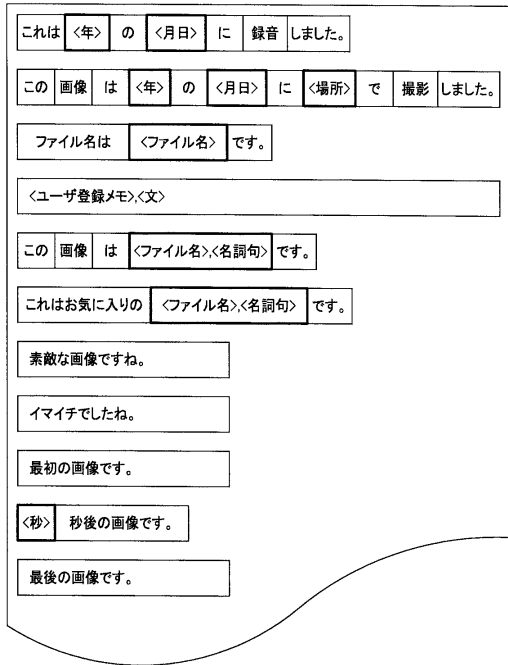 これは <年> の <月日> に 録音 しました。
この 画像 は <年> の <月日> に <場所> で 撮影 しました。
ファイル名は <ファイル名> です。
<ユーザ登録メモ>,<文>
この 画像 は <ファイル名>,<名詞句> です。
これはお気に入りの <ファイル名>,<名詞句> です。
素敵な画像ですね。
イマイチでしたね。
最初の画像です。
<秒> 秒後の画像です。
最後の画像です。